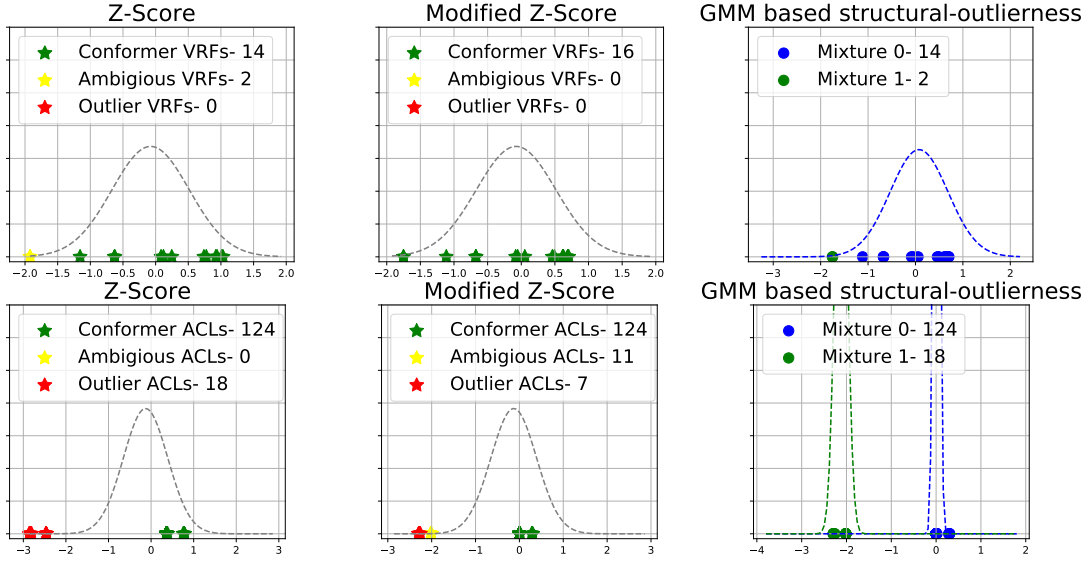 Z-Score
Conformer VRFs- 14
Ambigious VRFs- 2
Outlier VRFs- 0
−2.0 −1.5 −1.0 −0.5 0.0 0.5 1.0 1.5 2.0
Modified Z-Score
Conformer VRFs- 16
Ambigious VRFs- 0
Outlier VRFs- 0
−2.0 −1.5 −1.0 −0.5 0.0 0.5 1.0 1.5 2.0
GMM based structural-outlierness
Mixture 0- 14
Mixture 1- 2
−3 −2 −1 0 1 2
Z-Score
Conformer ACLs- 124
Ambigious ACLs- 0
Outlier ACLs- 18
−3 −2 −1 0 1 2 3
Modified Z-Score
Conformer ACLs- 124
Ambigious ACLs- 11
Outlier ACLs- 7
−3 −2 −1 0 1 2 3
GMM based structural-outlierness
Mixture 0- 124
Mixture 1- 18
−4 −3 −2 −1 0 1 2